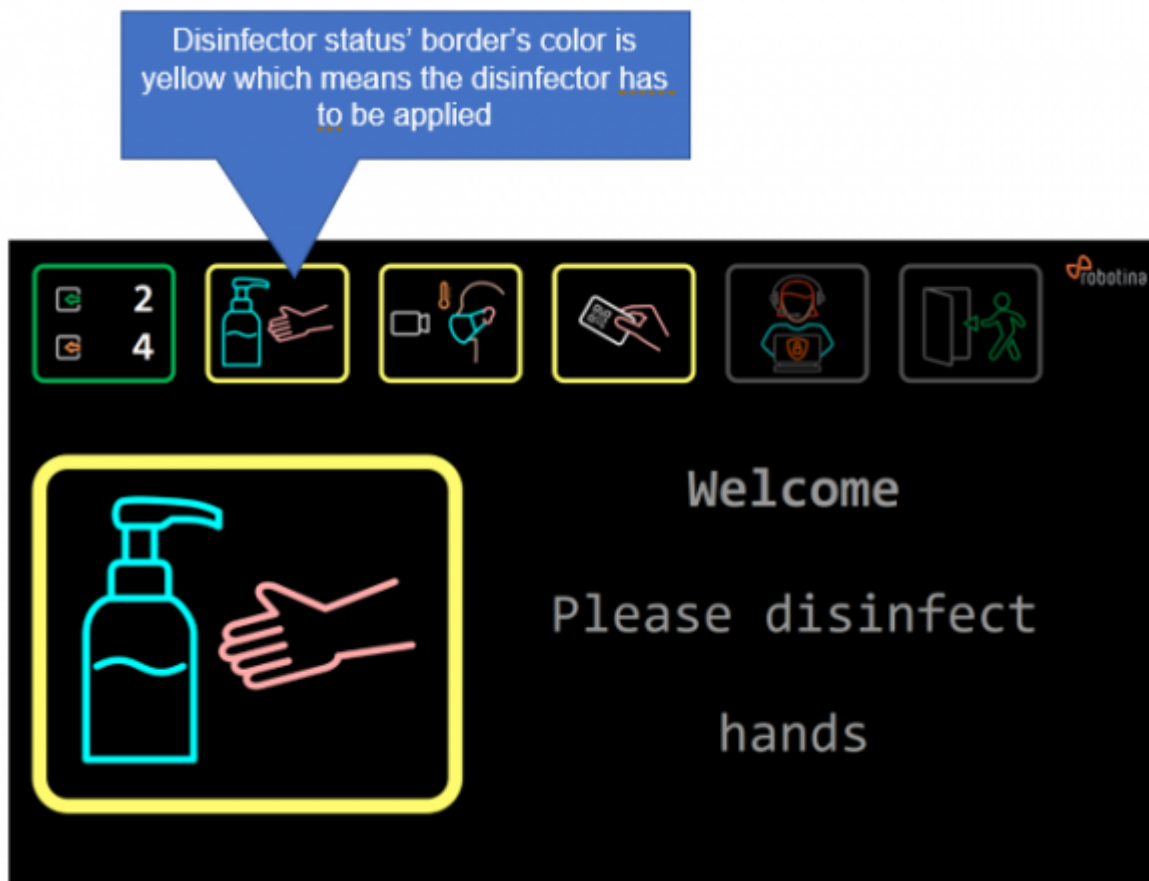 Disinfector status' border's color is
yellow which means the disinfector has
to be applied
2
4
robotina
Welcome
Please disinfect
hands